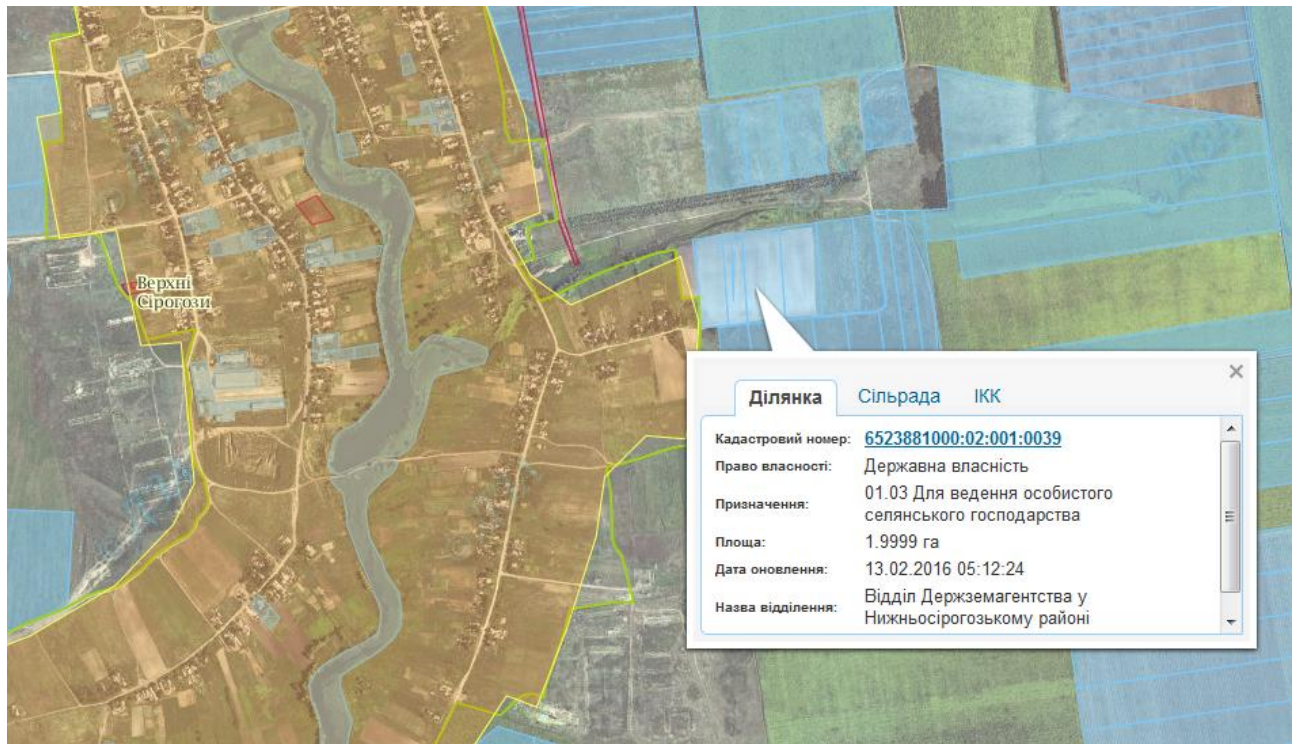 Верхні
Сірогози
×
Ділянка Сільрада ІКК
Кадастровий номер: 6523881000:02:001:0039
Право власності: Державна власність
Призначення: 01.03 Для ведення особистого
селянського господарства
Площа: 1.9999 га
Дата оновлення: 13.02.2016 05:12:24
Назва відділення: Відділ Держземагентства у
Нижньосірогозькому районі